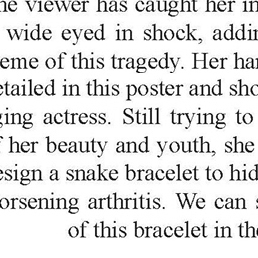 he viewer has caught her in
wide eyed in shock, addin
eme of this tragedy. Her ha
etailed in this poster and sho
ging actress. Still trying to
f her beauty and youth, she
esign a snake bracelet to hid
orsening arthritis. We can s
of this bracelet in th